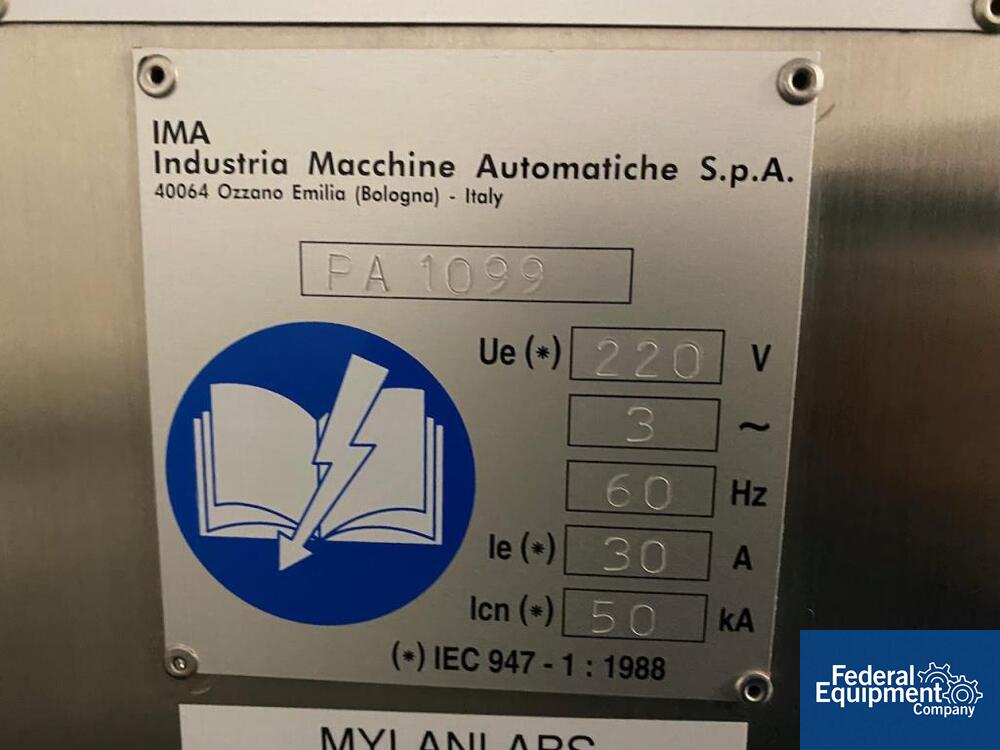 IMA
Industria Macchine Automatiche S.p.A.
40064 Ozzano Emilia (Bologna) - Italy
PA 1099
Ue (*) 220 V
3 ~
60 Hz
Ie (*) 30 A
Icn (*) 50 kA
(*) IEC 947 - 1 : 1988
MYLANLABS
Federal
Equipment
Company